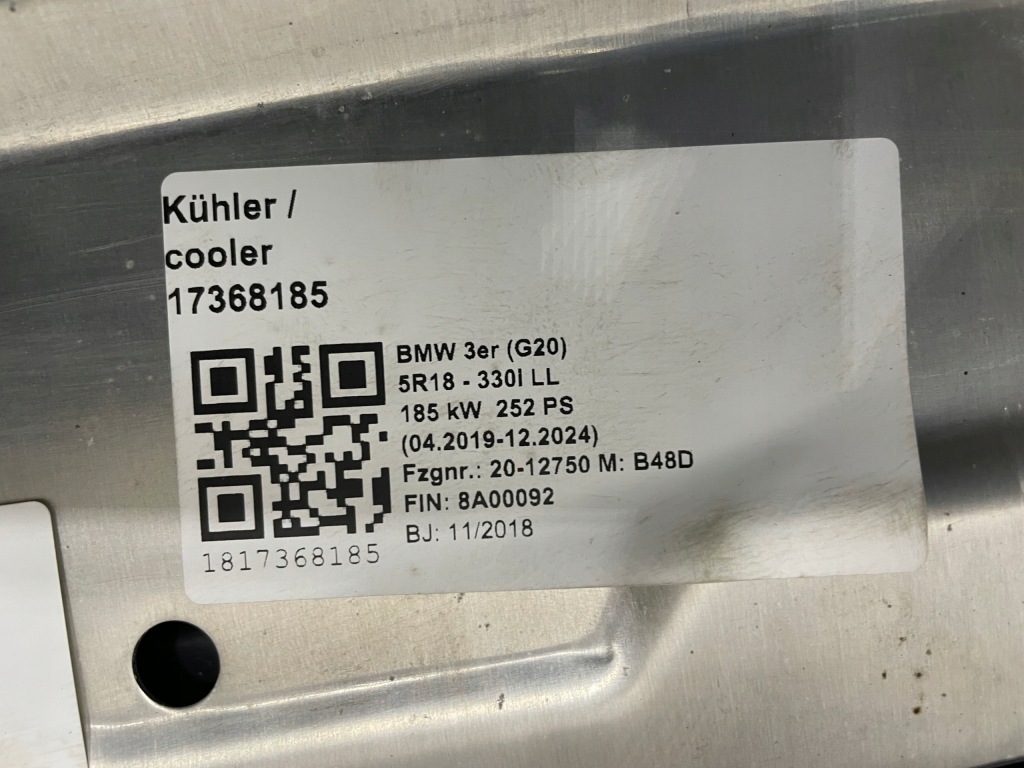 Kühler /
cooler
17368185
BMW 3er (G20)
5R18 - 330i LL
185 kW 252 PS
(04.2019-12.2024)
Fzgnr.: 20-12750 M: B48D
FIN: 8A00092
BJ: 11/2018
1817368185